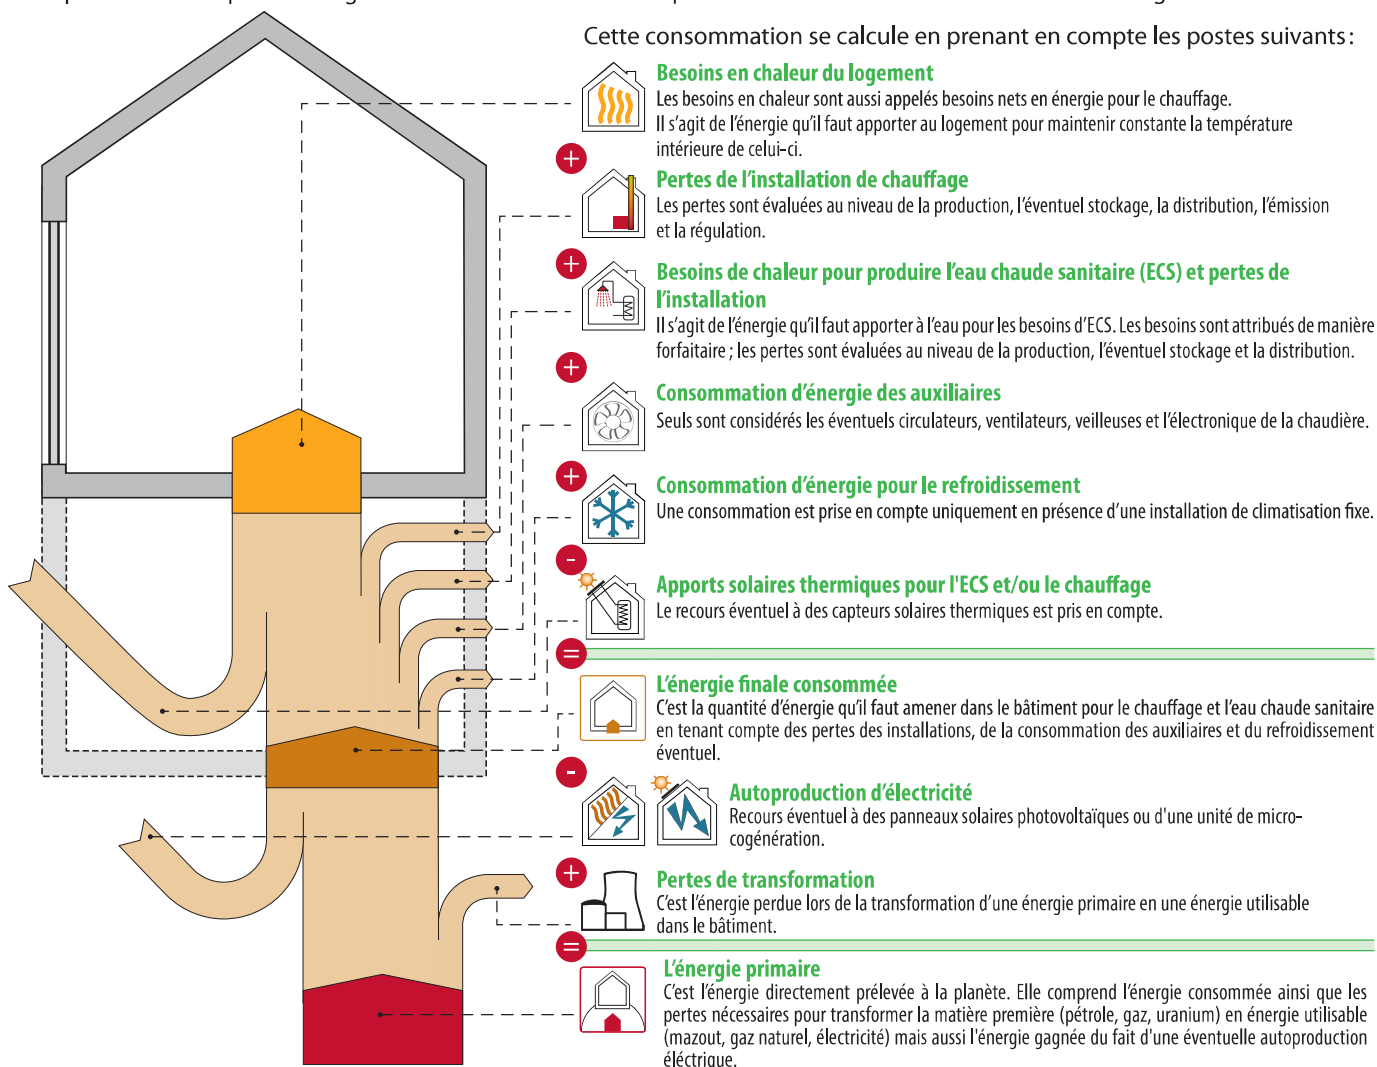 Cette consommation se calcule en prenant en compte les postes suivants :
Besoins en chaleur du logement
Les besoins en chaleur sont aussi appelés besoins nets en énergie pour le chauffage.
Il s'agit de l'énergie qu'il faut apporter au logement pour maintenir constante la température
intérieure de celui-ci.
+
Pertes de l'installation de chauffage
Les pertes sont évaluées au niveau de la production, l'éventuel stockage, la distribution, l'émission
et la régulation.
+
Besoins de chaleur pour produire l'eau chaude sanitaire (ECS) et pertes de
l'installation
Il s'agit de l'énergie qu'il faut apporter à l'eau pour les besoins d'ECS. Les besoins sont attribués de manière
forfaitaire ; les pertes sont évaluées au niveau de la production, l'éventuel stockage et la distribution.
+
Consommation d'énergie des auxiliaires
Seuls sont considérés les éventuels circulateurs, ventilateurs, veilleuses et l'électronique de la chaudière.
+
Consommation d'énergie pour le refroidissement
Une consommation est prise en compte uniquement en présence d'une installation de climatisation fixe.
-
Apports solaires thermiques pour l'ECS et/ou le chauffage
Le recours éventuel à des capteurs solaires thermiques est pris en compte.
=
L'énergie finale consommée
C'est la quantité d'énergie qu'il faut amener dans le bâtiment pour le chauffage et l'eau chaude sanitaire
en tenant compte des pertes des installations, de la consommation des auxiliaires et du refroidissement
éventuel.
-
Autoproduction d'électricité
Recours éventuel à des panneaux solaires photovoltaïques ou d'une unité de micro-
cogénération.
+
Pertes de transformation
C'est l'énergie perdue lors de la transformation d'une énergie primaire en une énergie utilisable
dans le bâtiment.
=
L'énergie primaire
C'est l'énergie directement prélevée à la planète. Elle comprend l'énergie consommée ainsi que les
pertes nécessaires pour transformer la matière première (pétrole, gaz, uranium) en énergie utilisable
(mazout, gaz naturel, électricité) mais aussi l'énergie gagnée du fait d'une éventuelle autoproduction
éléctrique.